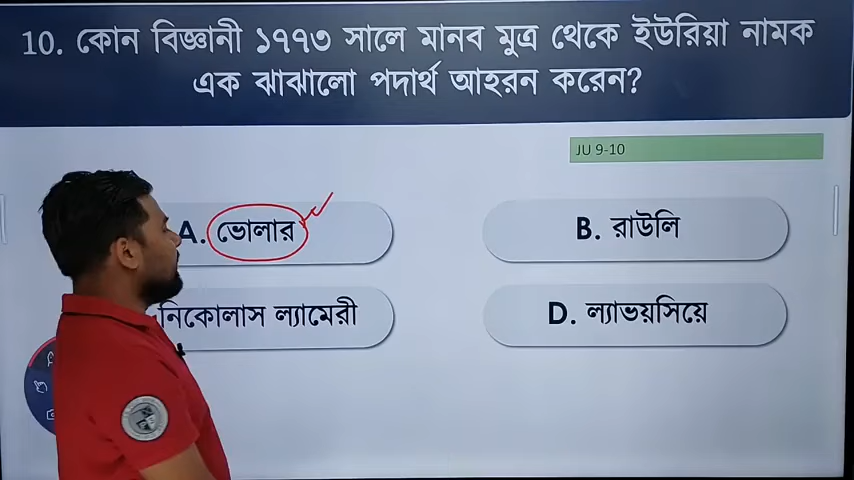 10. কোন বিজ্ঞানী ১৭৭৩ সালে মানব মুত্র থেকে ইউরিয়া নামক
এক ঝাঝালো পদার্থ আহরন করেন?
JU 9-10
A. ভোলার
B. রাউলি
নিকোলাস ল্যামেরী
D. ল্যাভয়সিয়ে